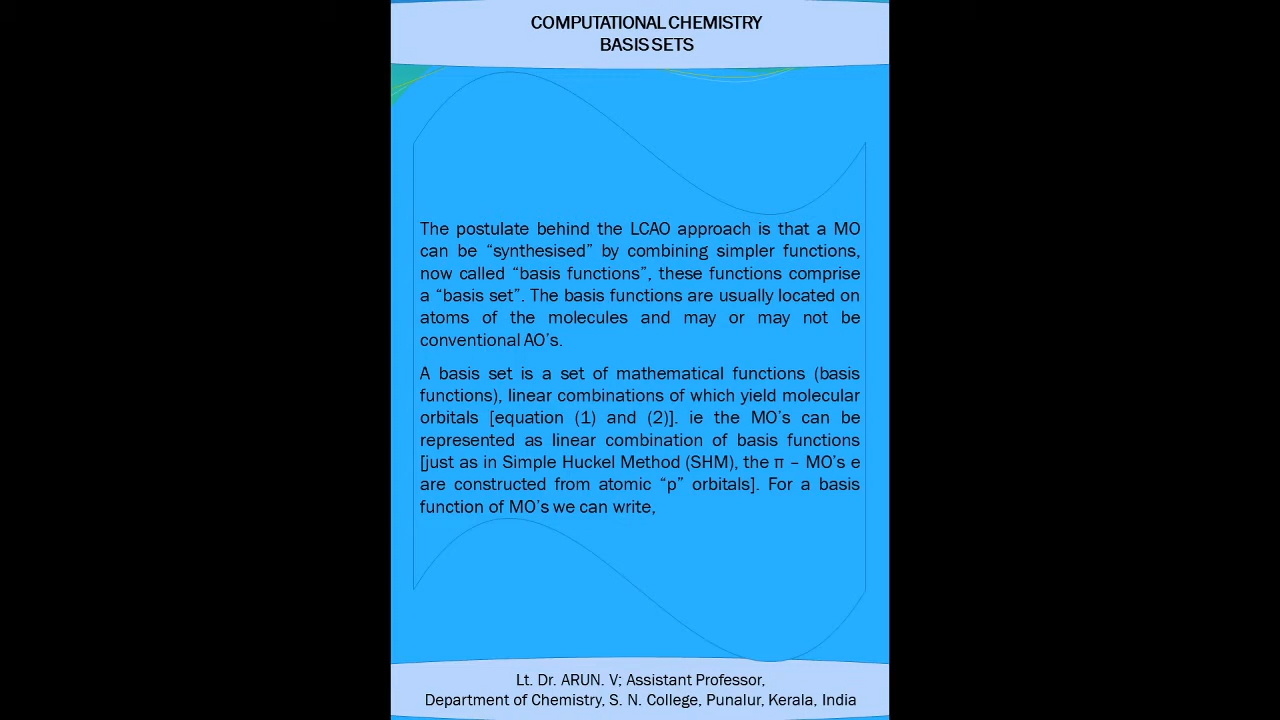 COMPUTATIONAL CHEMISTRY
BASIS SETS
The postulate behind the LCAO approach is that a MO
can be “synthesised” by combining simpler functions,
now called “basis functions”, these functions comprise
a “basis set”. The basis functions are usually located on
atoms of the molecules and may or may not be
conventional AO’s.
A basis set is a set of mathematical functions (basis
functions), linear combinations of which yield molecular
orbitals [equation (1) and (2)]. ie the MO’s can be
represented as linear combination of basis functions
[just as in Simple Huckel Method (SHM), the π – MO’s e
are constructed from atomic “p” orbitals]. For a basis
function of MO’s we can write,
Lt. Dr. ARUN. V; Assistant Professor,
Department of Chemistry, S. N. College, Punalur, Kerala, India